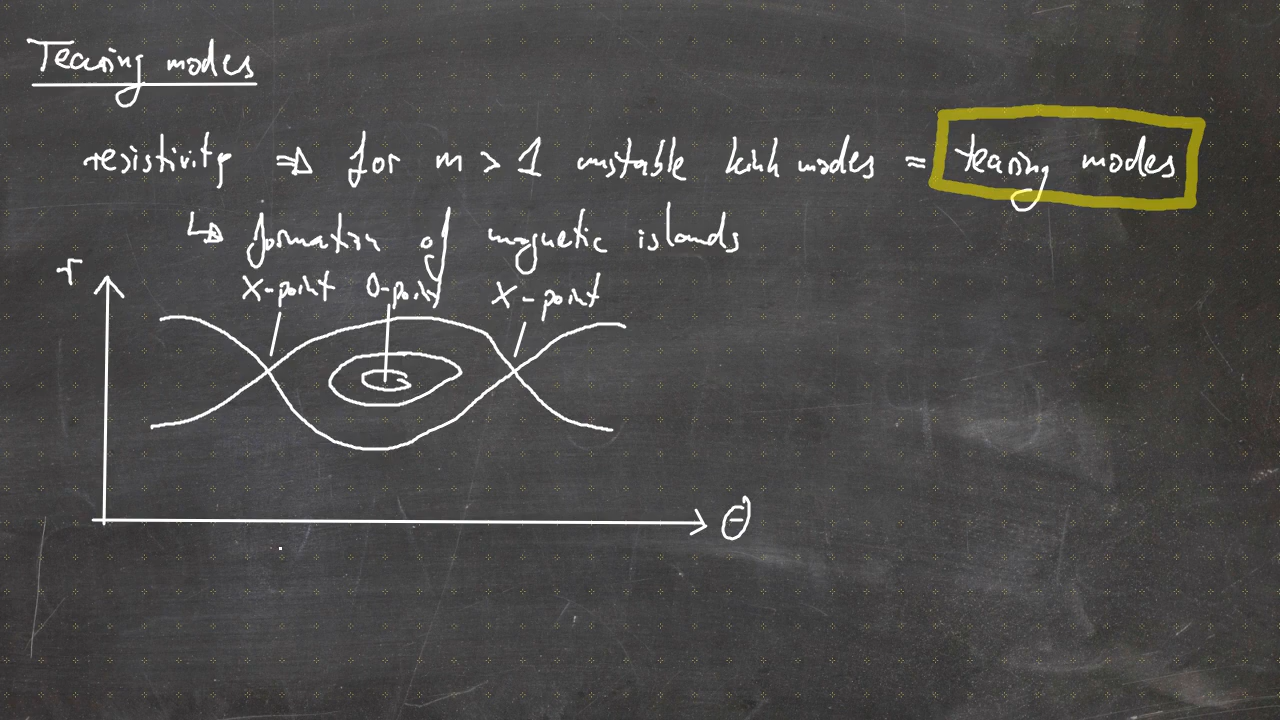 Tearing modes
resistivity ⇒ for m > 1 unstable kink modes = tearing modes
↳ formation of magnetic islands
r
X-point O-point X-point
θ